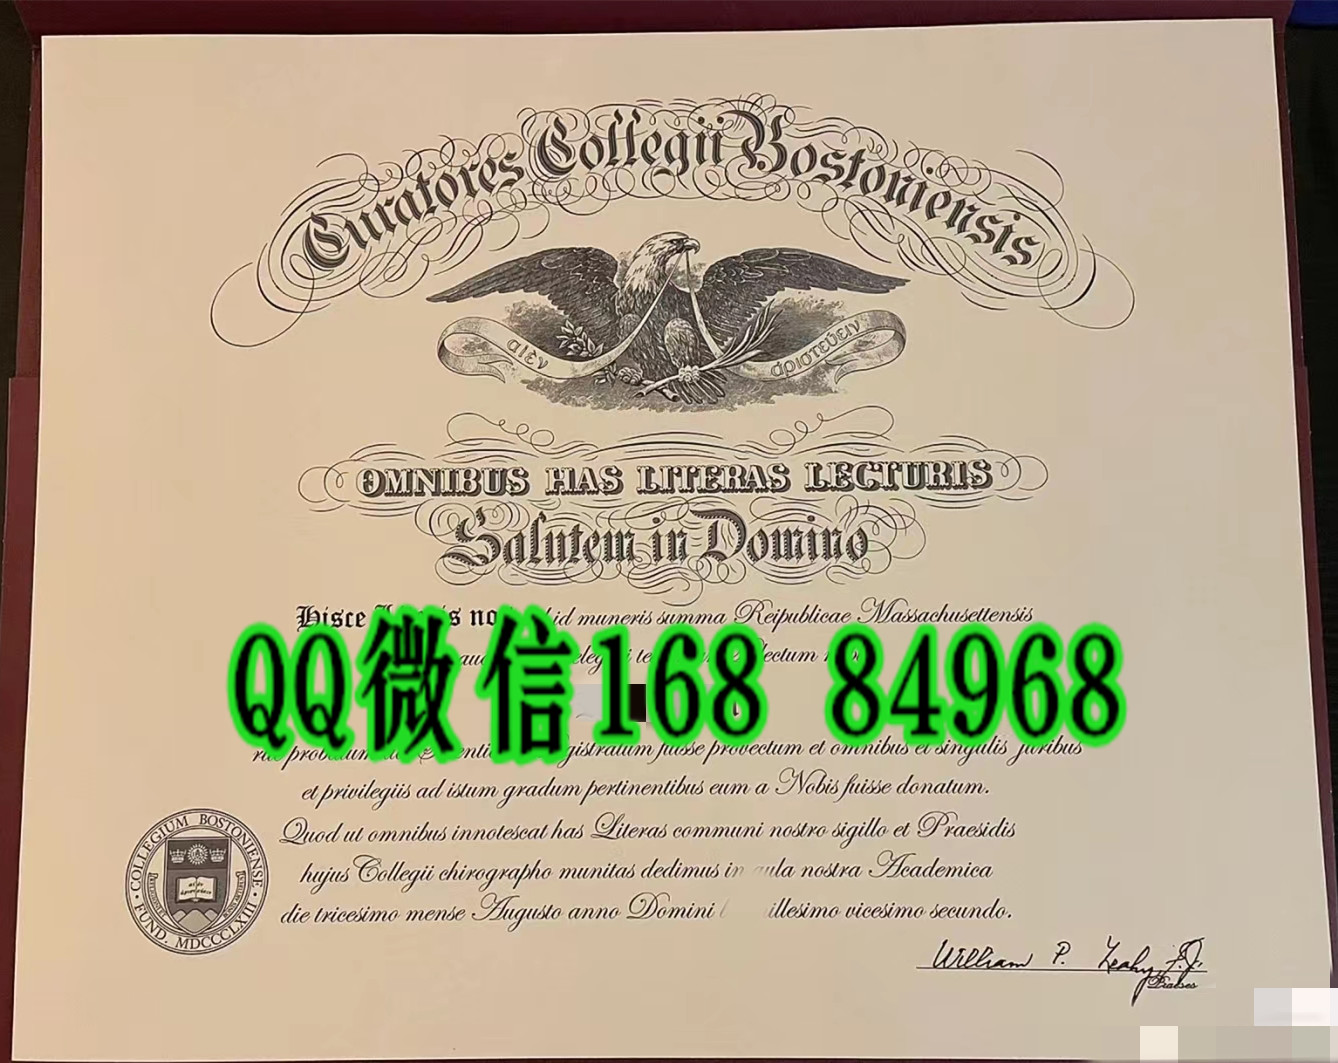 Curatores Collegii Bostoniensis
αἰὲν ἀριστεύειν
OMNIBUS HAS LITERAS LECTURIS
Salutem in Domino
Hisce id muneris summa Reipublicae Massachusettensis
QQ微信168 84968
fuisse provectum et omnibus et singulis juribus
et privilegiis ad istum gradum pertinentibus eum a Nobis fuisse donatum.
Quod ut omnibus innotescat has Literas communi nostro sigillo et Praesidis
hujus Collegii chirographo munitas dedimus in aula nostra Academica
die tricesimo mense Augusto anno Domini illesimo vicesimo secundo.
COLLEGIUM BOSTONIENSE
FUND. MDCCCLXIII
William P. Leahy, S.J.
Praeses